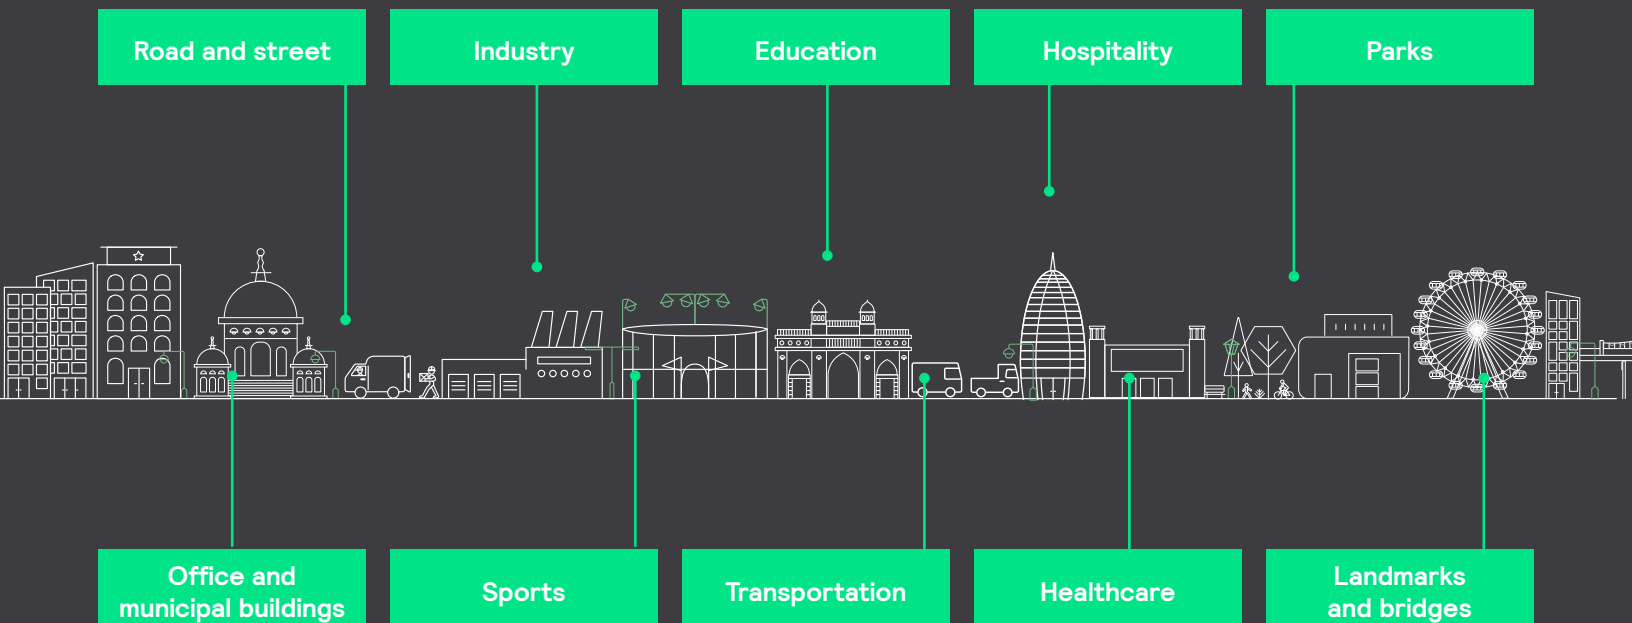 Road and street
Industry
Education
Hospitality
Parks
Office and
municipal buildings
Sports
Transportation
Healthcare
Landmarks
and bridges